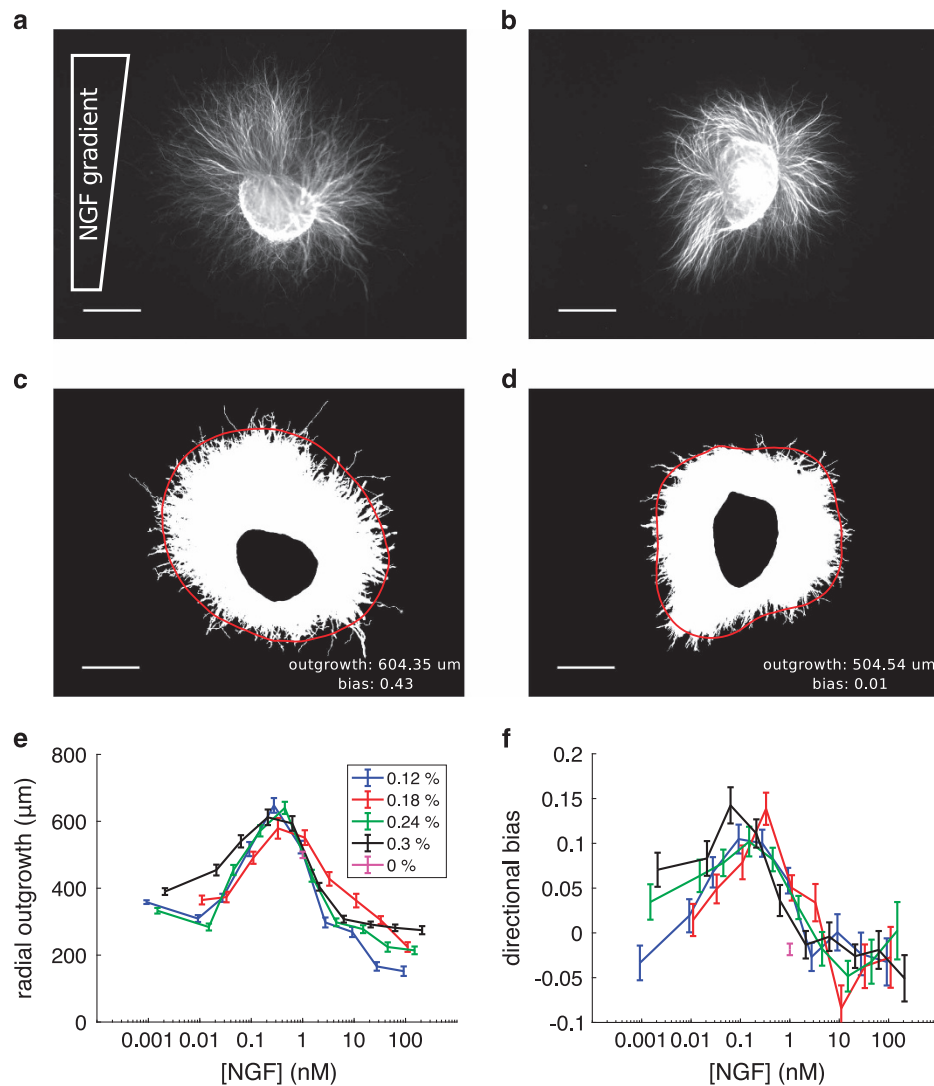 a
b
NGF gradient
c
d
outgrowth: 604.35 um
bias: 0.43
outgrowth: 504.54 um
bias: 0.01
e
radial outgrowth (µm)
800
600
400
200
0
0.12 %
0.18 %
0.24 %
0.3 %
0 %
0.001 0.01 0.1 1 10 100
[NGF] (nM)
f
directional bias
0.2
0.15
0.1
0.05
0
-0.05
-0.1
0.001 0.01 0.1 1 10 100
[NGF] (nM)